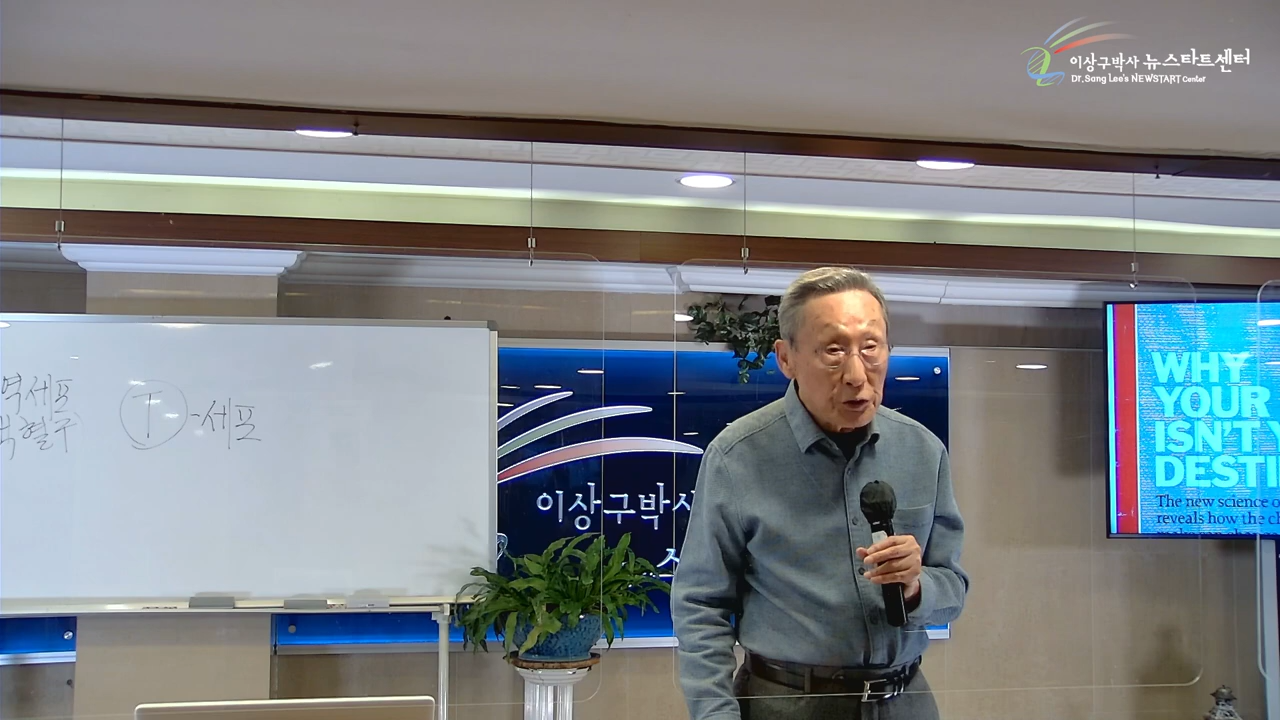 이상구박사 뉴스타트센터
Dr. Sang Lee's NEWSTART Center
역세포
혈구
T-세포
이상구박사
WHY
YOUR
ISN'T
DESTI
The new science
reveals how the